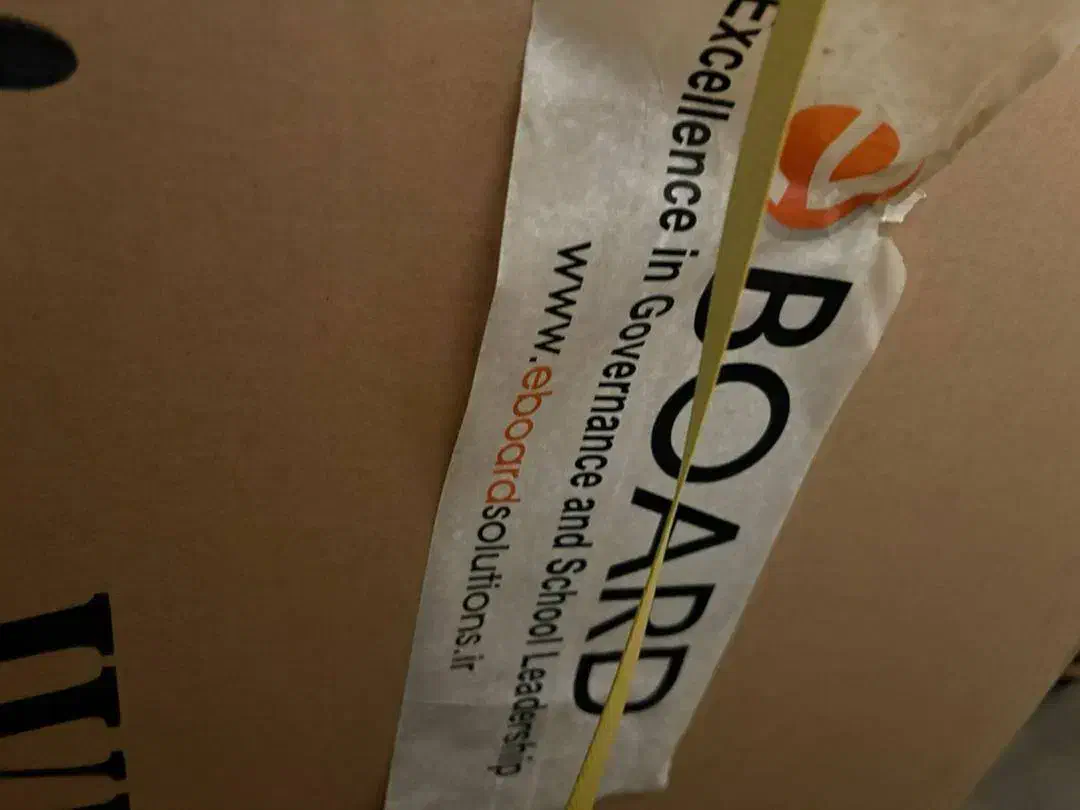 BOARD
Excellence in Governance and School Leadership
www.eboardsolutions.ir